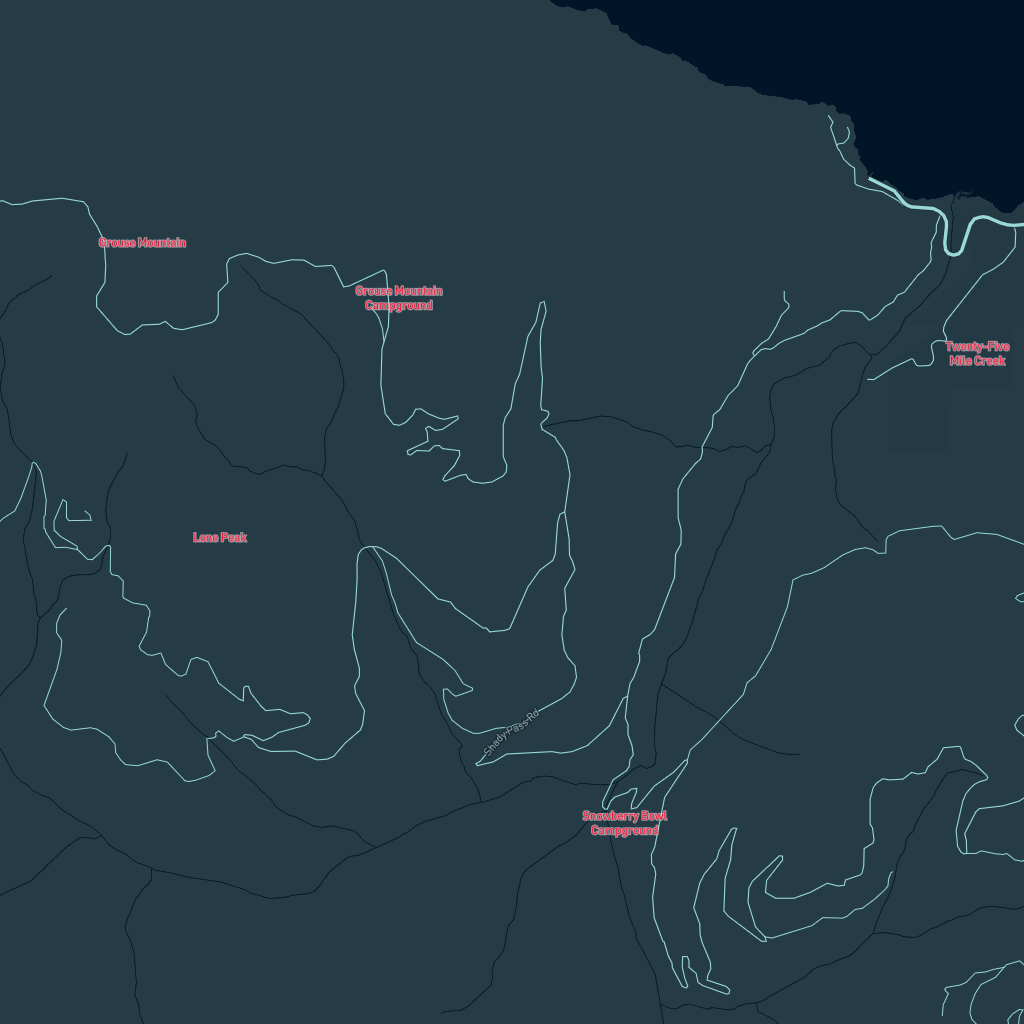 Grouse Mountain
Grouse Mountain
Campground
Twenty-Five
Mile Creek
Lone Peak
Shady Pass Rd
Snowberry Bowl
Campground